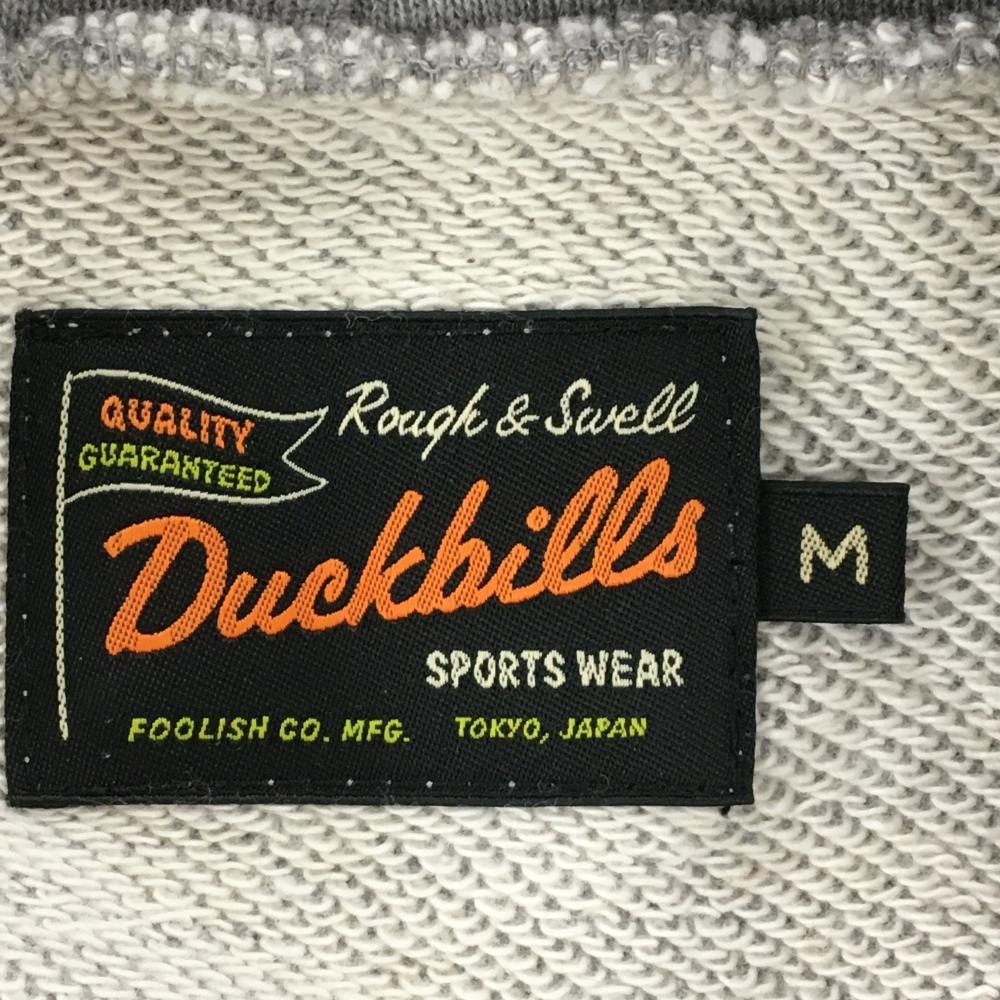 QUALITY
GUARANTEED
Rough & Swell
Duckbills
SPORTS WEAR
FOOLISH CO. MFG. TOKYO, JAPAN
M